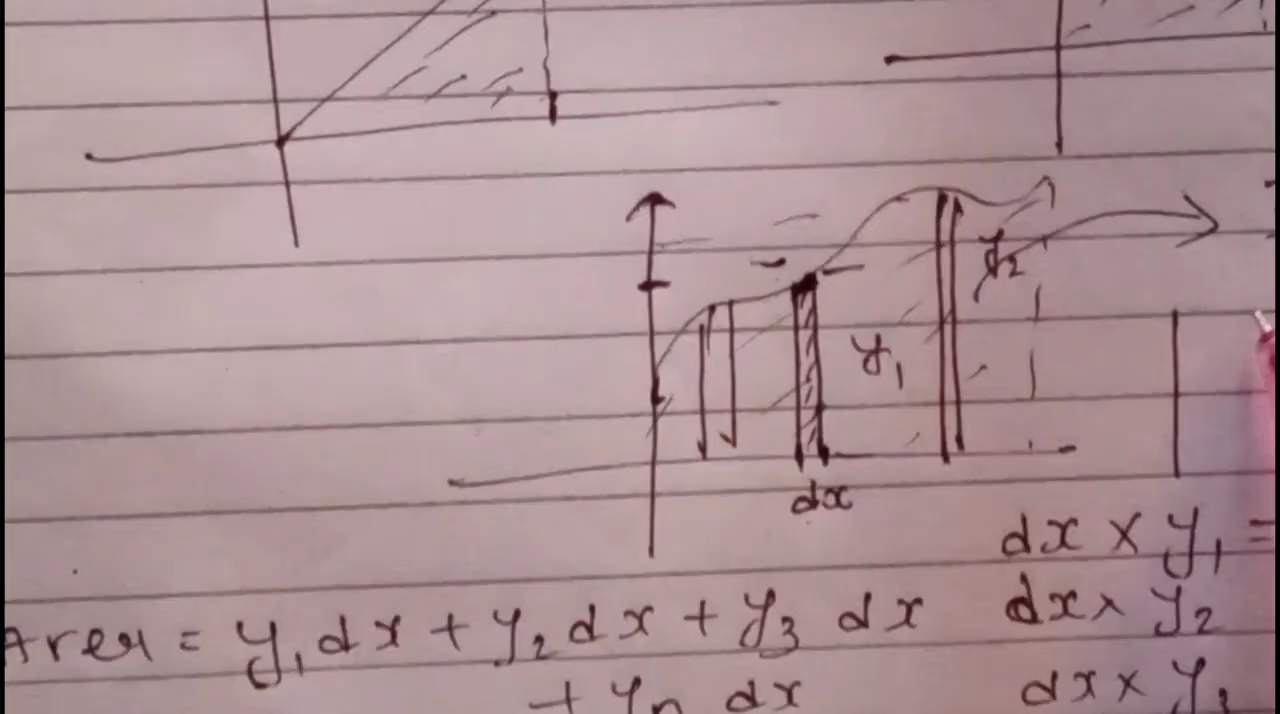 y₂
y₁
dx
dx × y₁ =
Area = y₁ dx + y₂ dx + y₃ dx
dx × y₂
+ yₙ dx
dx × y₃